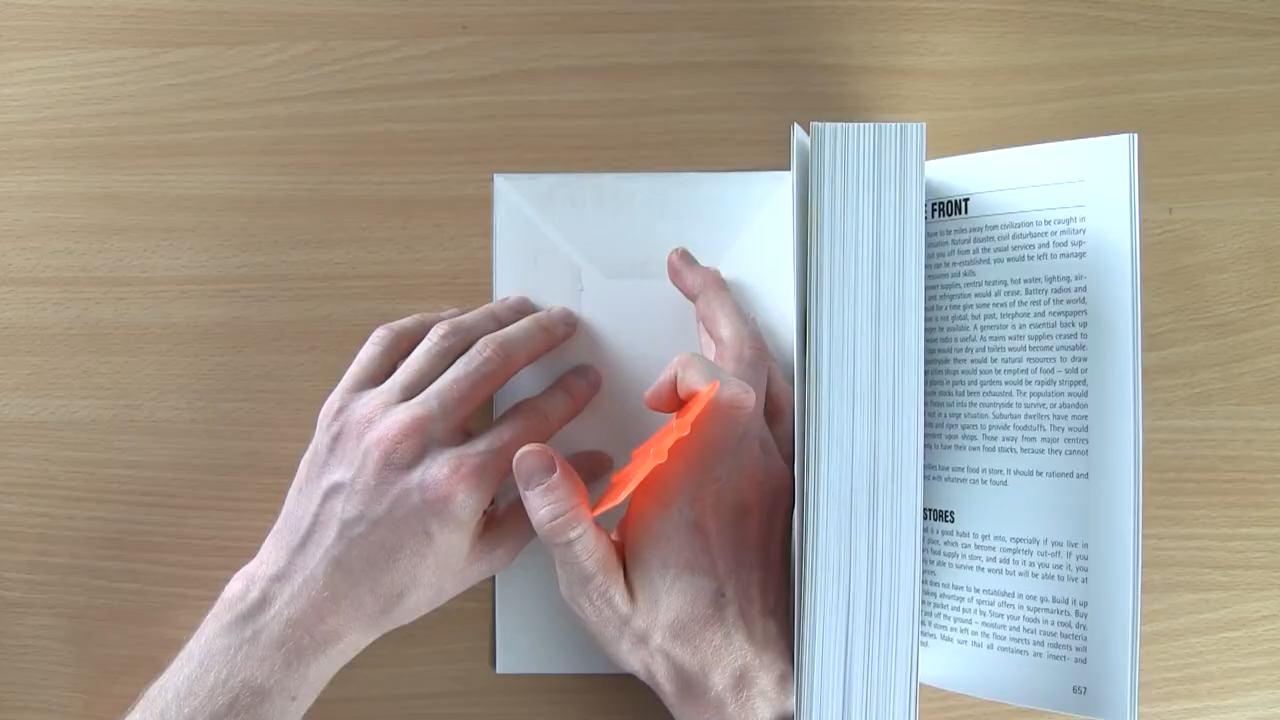 FRONT
have to be miles away from civilization to be caught in
Natural disaster, civil disturbance or military
you off from all the usual services and food sup-
can be re-established, you would be left to manage
resources and skills.
supplies, central heating, hot water, lighting, air-
and refrigeration would all cease. Battery radios and
for a time give some news of the rest of the world,
is not global, but post, telephone and newspapers
be available. A generator is an essential back up
radio is useful. As mains water supplies ceased to
would run dry and toilets would become unusable.
there would be natural resources to draw
cities shops would soon be emptied of food – sold or
plants in parks and gardens would be rapidly stripped,
stocks had been exhausted. The population would
out into the countryside to survive, or abandon
not in a siege situation. Suburban dwellers have more
and open spaces to provide foodstuffs. They would
upon shops. Those away from major centres
to have their own food stocks, because they cannot
have some food in store. It should be rationed and
with whatever can be found.
STORES
is a good habit to get into, especially if you live in
place, which can become completely cut-off. If you
food supply in store, and add to it as you use it, you
be able to survive the worst but will be able to live at
does not have to be established in one go. Build it up
taking advantage of special offers in supermarkets. Buy
or packet and put it by. Store your foods in a cool, dry,
and off the ground – moisture and heat cause bacteria
If stores are left on the floor insects and rodents will
Make sure that all containers are insect- and
657